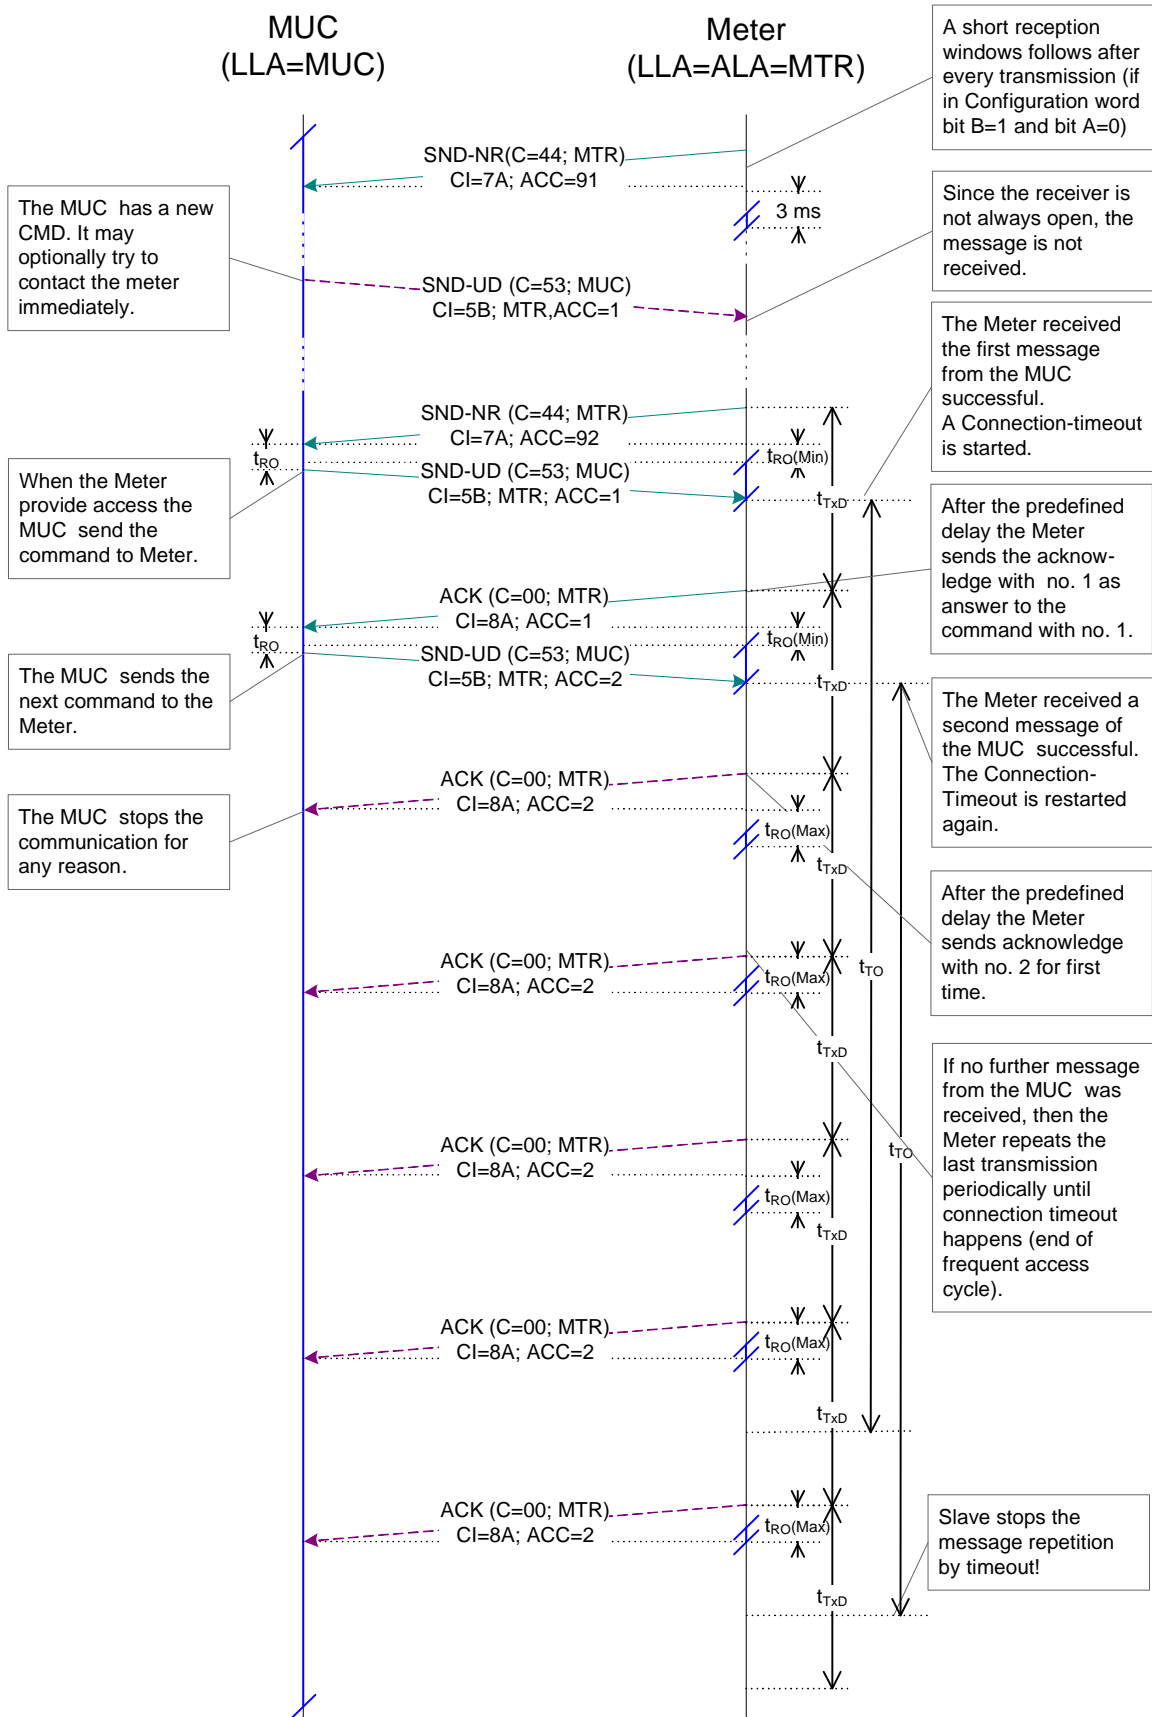 MUC
(LLA=MUC)
Meter
(LLA=ALA=MTR)
A short reception
windows follows after
every transmission (if
in Configuration word
bit B=1 and bit A=0)
SND-NR(C=44; MTR)
CI=7A; ACC=91
3 ms
Since the receiver is
not always open, the
message is not
received.
The MUC has a new
CMD. It may
optionally try to
contact the meter
immediately.
SND-UD (C=53; MUC)
CI=5B; MTR,ACC=1
The Meter received
the first message
from the MUC
successful.
A Connection-timeout
is started.
SND-NR (C=44; MTR)
CI=7A; ACC=92
tRO
tRO(Min)
When the Meter
provide access the
MUC send the
command to Meter.
SND-UD (C=53; MUC)
CI=5B; MTR; ACC=1
tTxD
After the predefined
delay the Meter
sends the acknow-
ledge with no. 1 as
answer to the
command with no. 1.
ACK (C=00; MTR)
CI=8A; ACC=1
tRO
tRO(Min)
The MUC sends the
next command to the
Meter.
SND-UD (C=53; MUC)
CI=5B; MTR; ACC=2
tTxD
The Meter received a
second message of
the MUC successful.
The Connection-
Timeout is restarted
again.
ACK (C=00; MTR)
CI=8A; ACC=2
The MUC stops the
communication for
any reason.
tRO(Max)
tTxD
After the predefined
delay the Meter
sends acknowledge
with no. 2 for first
time.
ACK (C=00; MTR)
CI=8A; ACC=2
tRO(Max)
tTO
tTxD
If no further message
from the MUC was
received, then the
Meter repeats the
last transmission
periodically until
connection timeout
happens (end of
frequent access
cycle).
ACK (C=00; MTR)
CI=8A; ACC=2
tTO
tRO(Max)
tTxD
ACK (C=00; MTR)
CI=8A; ACC=2
tRO(Max)
tTxD
ACK (C=00; MTR)
CI=8A; ACC=2
tRO(Max)
Slave stops the
message repetition
by timeout!
tTxD